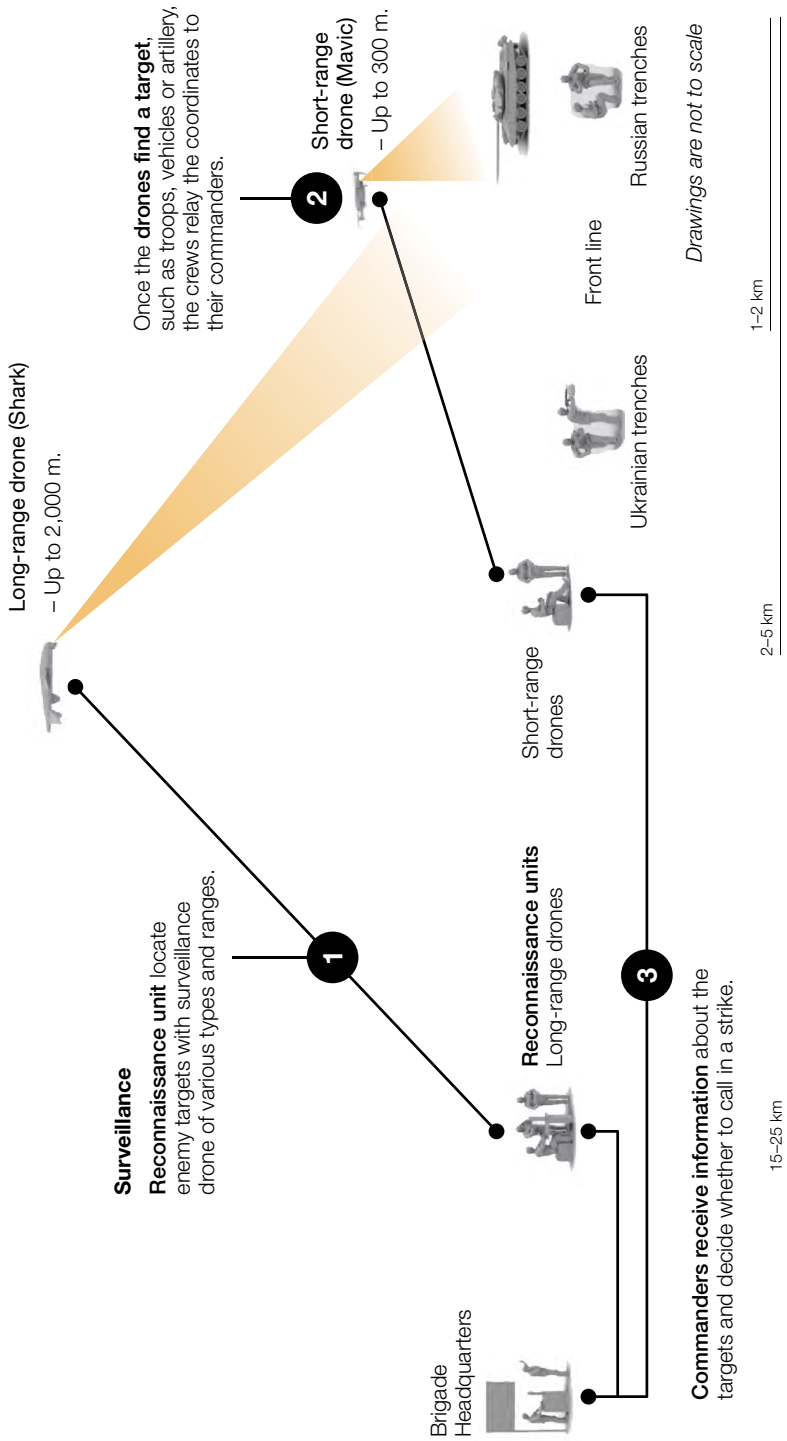 Long-range drone (Shark)
– Up to 2,000 m.
Surveillance
Reconnaissance unit locate
enemy targets with surveillance
drone of various types and ranges.
1
Once the drones find a target,
such as troops, vehicles or artillery,
the crews relay the coordinates to
their commanders.
2
Short-range
drone (Mavic)
– Up to 300 m.
Brigade
Headquarters
Reconnaissance units
Long-range drones
Short-range
drones
Ukrainian trenches
Front line
Russian trenches
3
Commanders receive information about the
targets and decide whether to call in a strike.
Drawings are not to scale
1–2 km
2–5 km
15–25 km